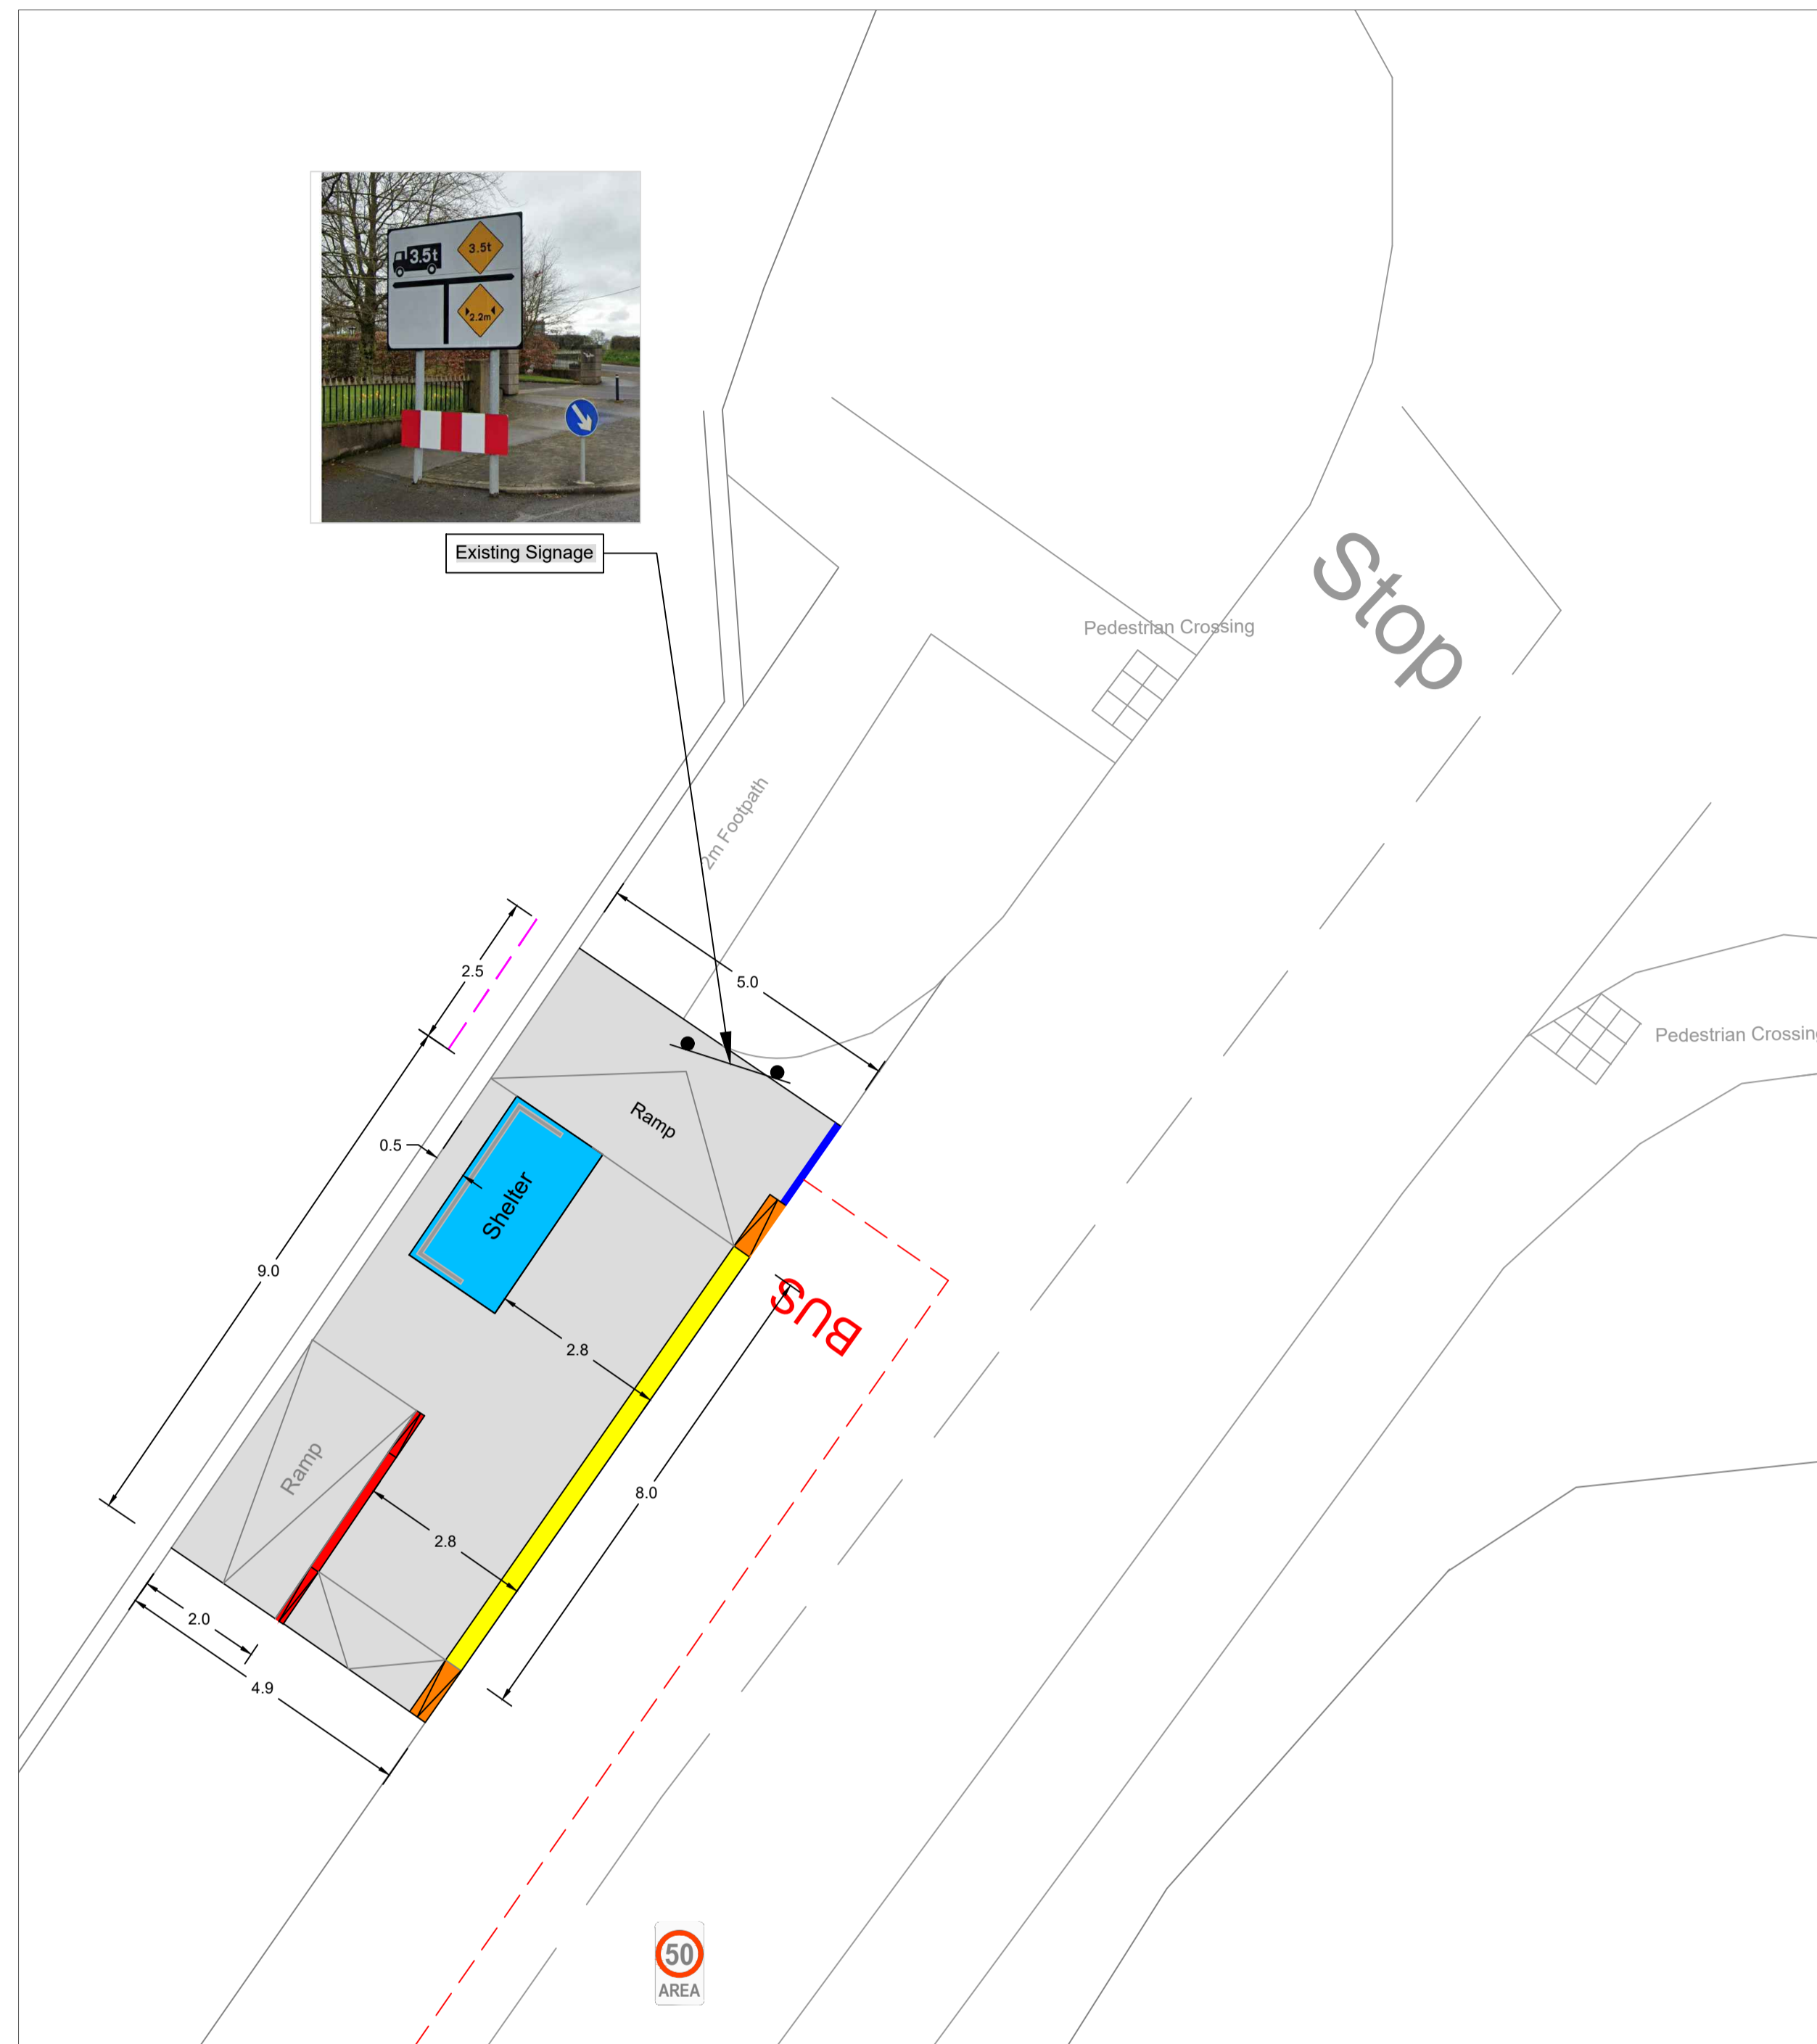 3.5t
3.5t
2.2m
Existing Signage
Stop
Pedestrian Crossing
2m Footpath
2.5
5.0
Pedestrian Crossing
Ramp
0.5
Shelter
9.0
BUS
2.8
Ramp
8.0
2.8
2.0
4.9
50
AREA